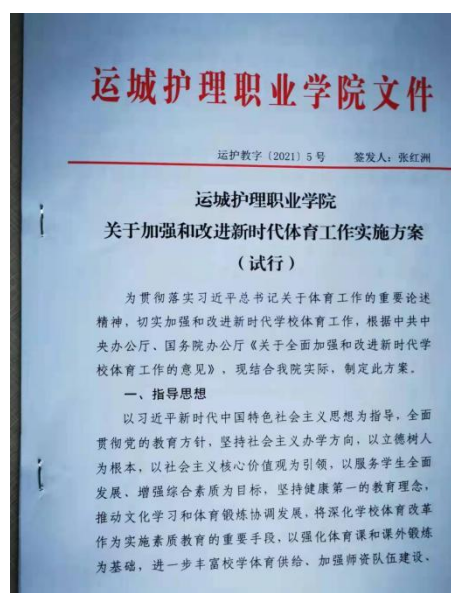 运城护理职业学院文件
运护教字〔2021〕5号 签发人：张红洲
运城护理职业学院
关于加强和改进新时代体育工作实施方案
（试行）
为贯彻落实习近平总书记关于体育工作的重要论述
精神，切实加强和改进新时代学校体育工作，根据中共中
央办公厅、国务院办公厅《关于全面加强和改进新时代学
校体育工作的意见》，现结合我院实际，制定此方案。
一、指导思想
以习近平新时代中国特色社会主义思想为指导，全面
贯彻党的教育方针，坚持社会主义办学方向，以立德树人
为根本，以社会主义核心价值观为引领，以服务学生全面
发展、增强综合素质为目标，坚持健康第一的教育理念，
推动文化学习和体育锻炼协调发展，将深化学校体育改革
作为实施素质教育的重要手段，以强化体育课和课外锻炼
为基础，进一步丰富校学体育供给、加强师资队伍建设、